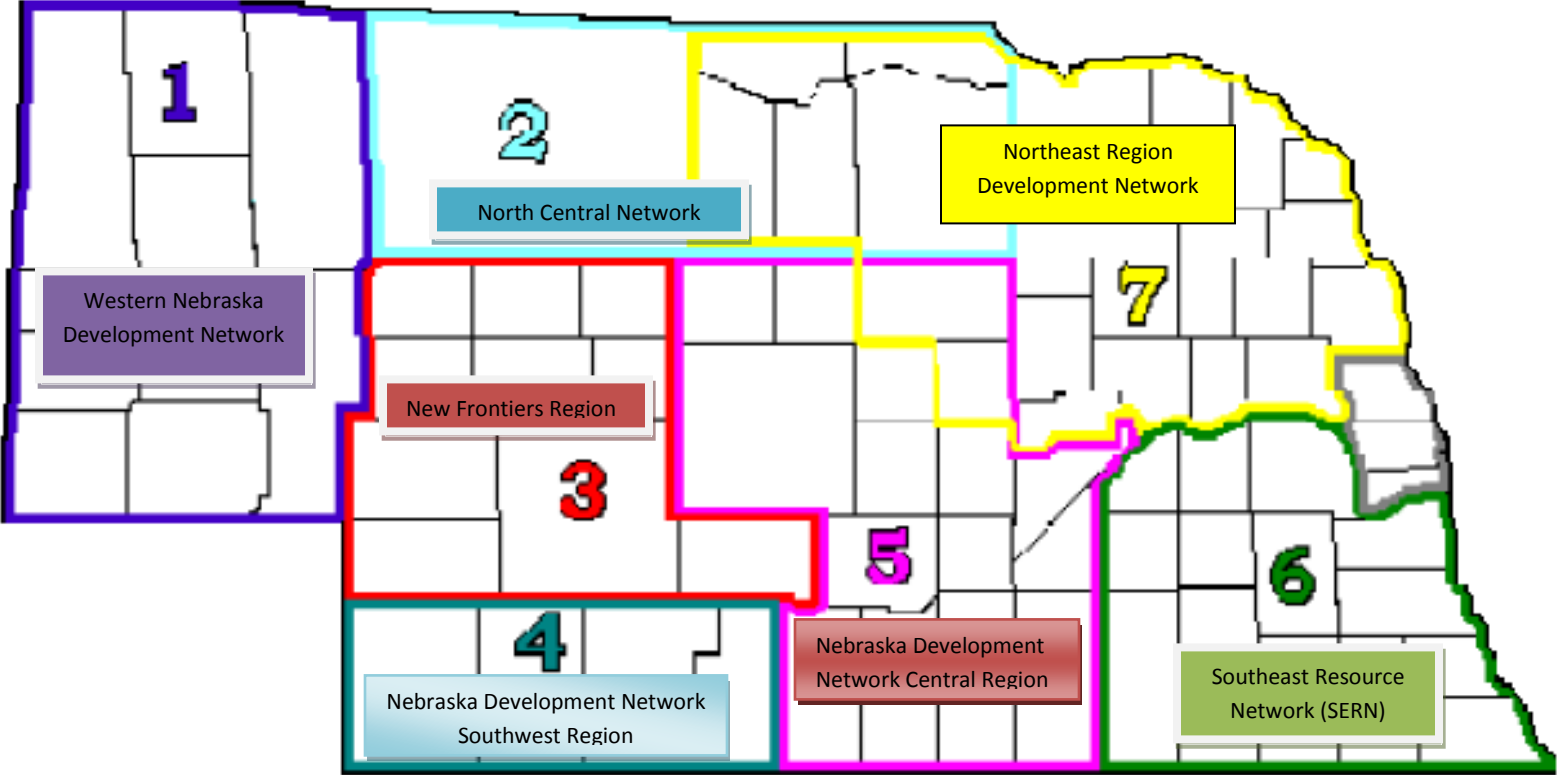 1
2
North Central Network
Northeast Region
Development Network
7
Western Nebraska
Development Network
New Frontiers Region
3
5
6
4
Nebraska Development Network
Southwest Region
Nebraska Development
Network Central Region
Southeast Resource
Network (SERN)